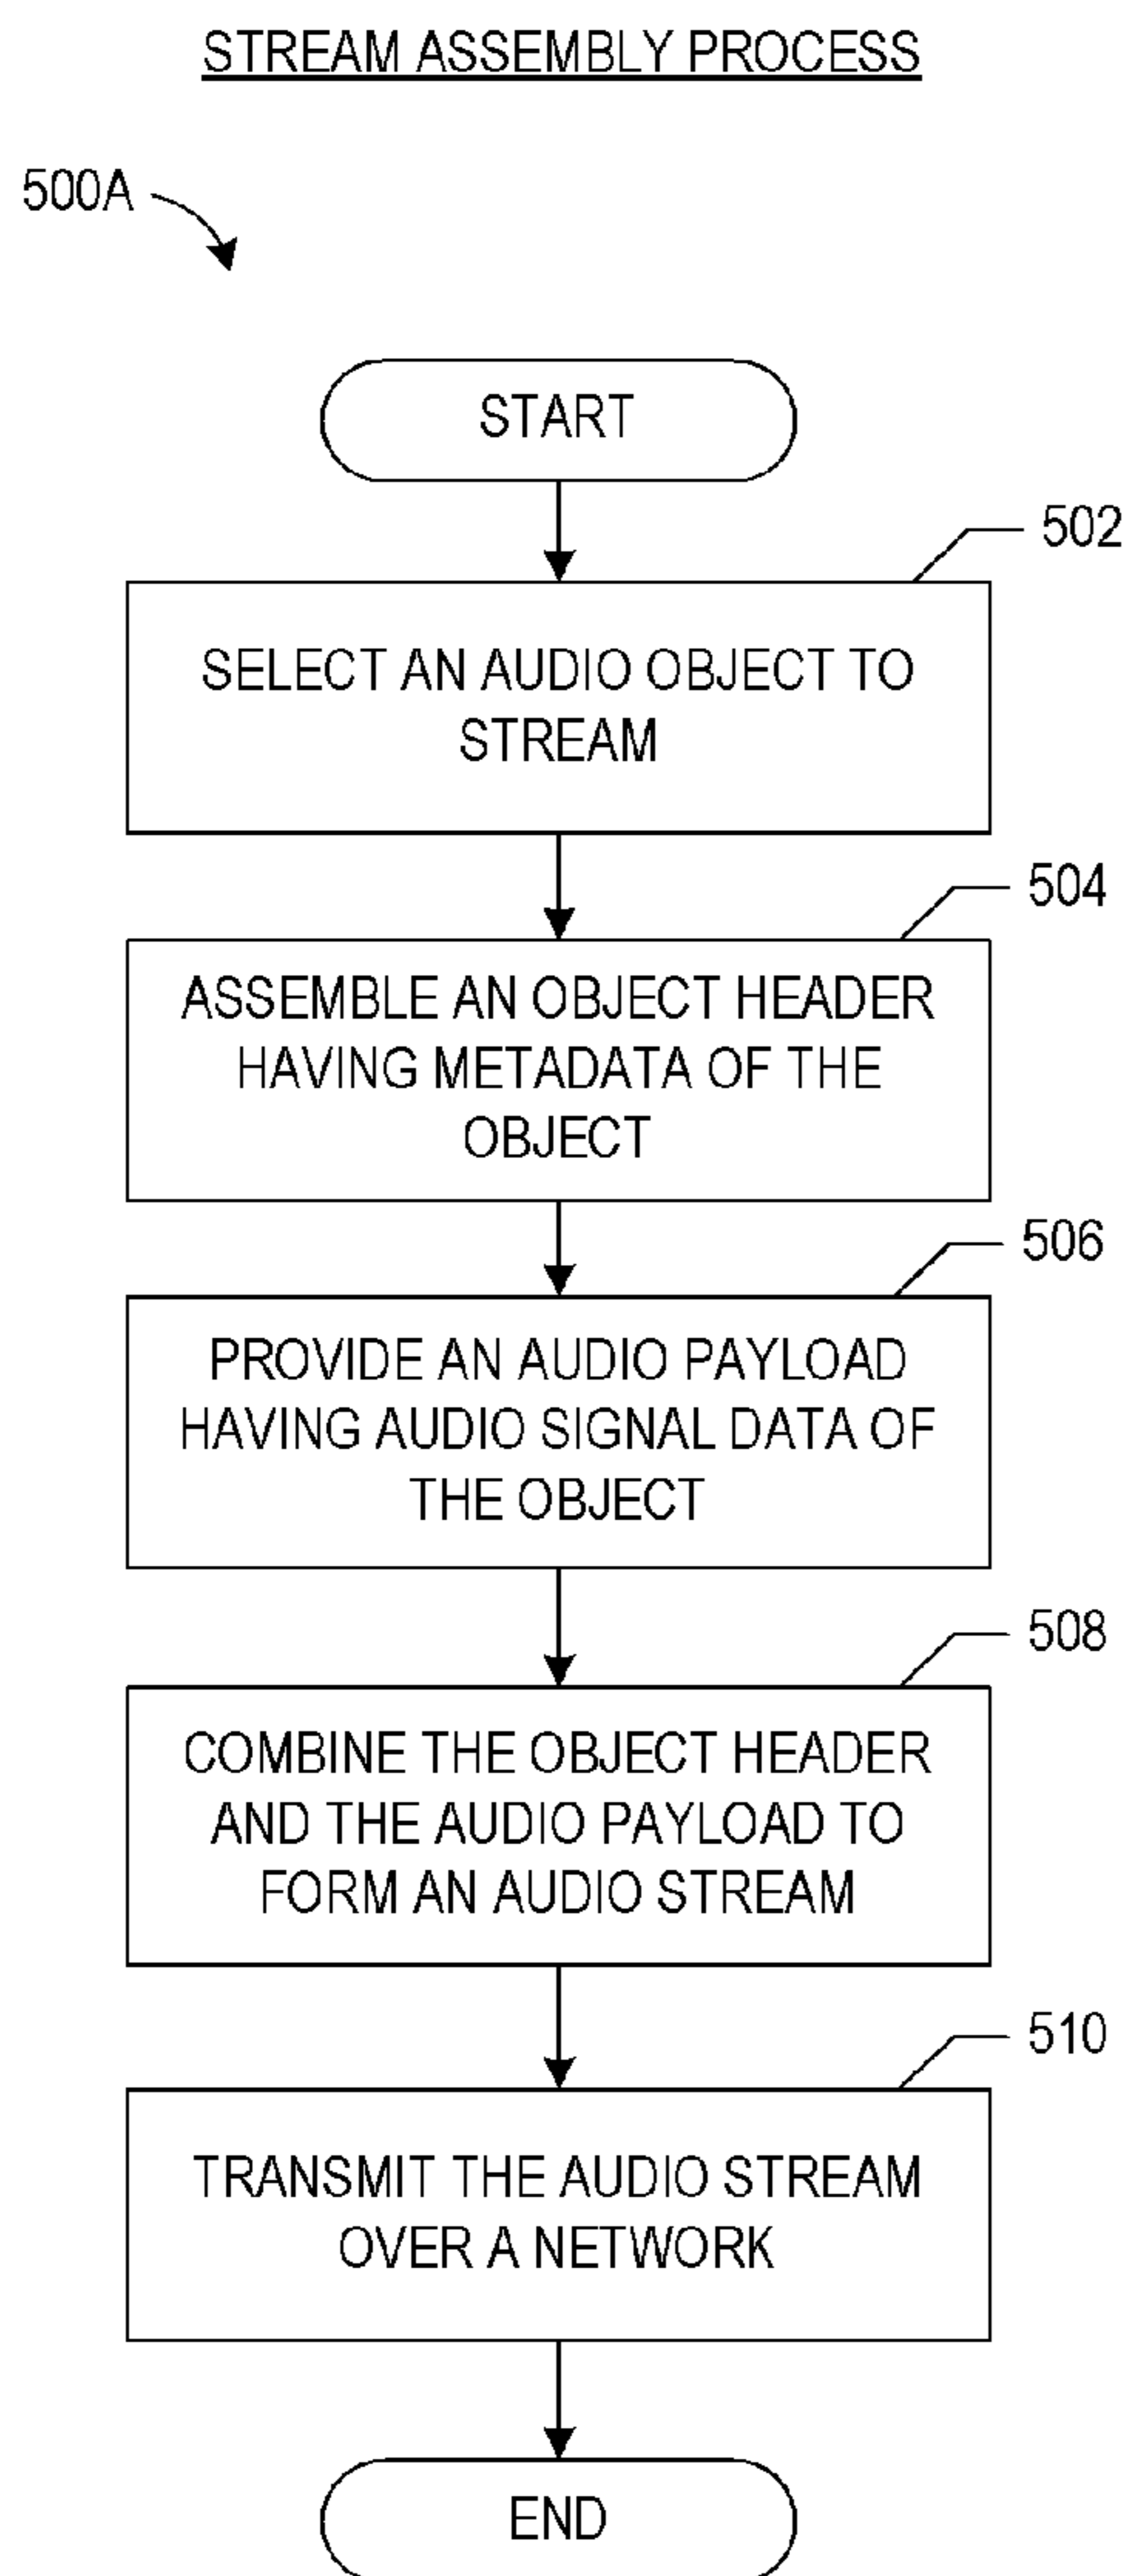 STREAM ASSEMBLY PROCESS
500A
START
502
SELECT AN AUDIO OBJECT TO
STREAM
504
ASSEMBLE AN OBJECT HEADER
HAVING METADATA OF THE
OBJECT
506
PROVIDE AN AUDIO PAYLOAD
HAVING AUDIO SIGNAL DATA OF
THE OBJECT
508
COMBINE THE OBJECT HEADER
AND THE AUDIO PAYLOAD TO
FORM AN AUDIO STREAM
510
TRANSMIT THE AUDIO STREAM
OVER A NETWORK
END